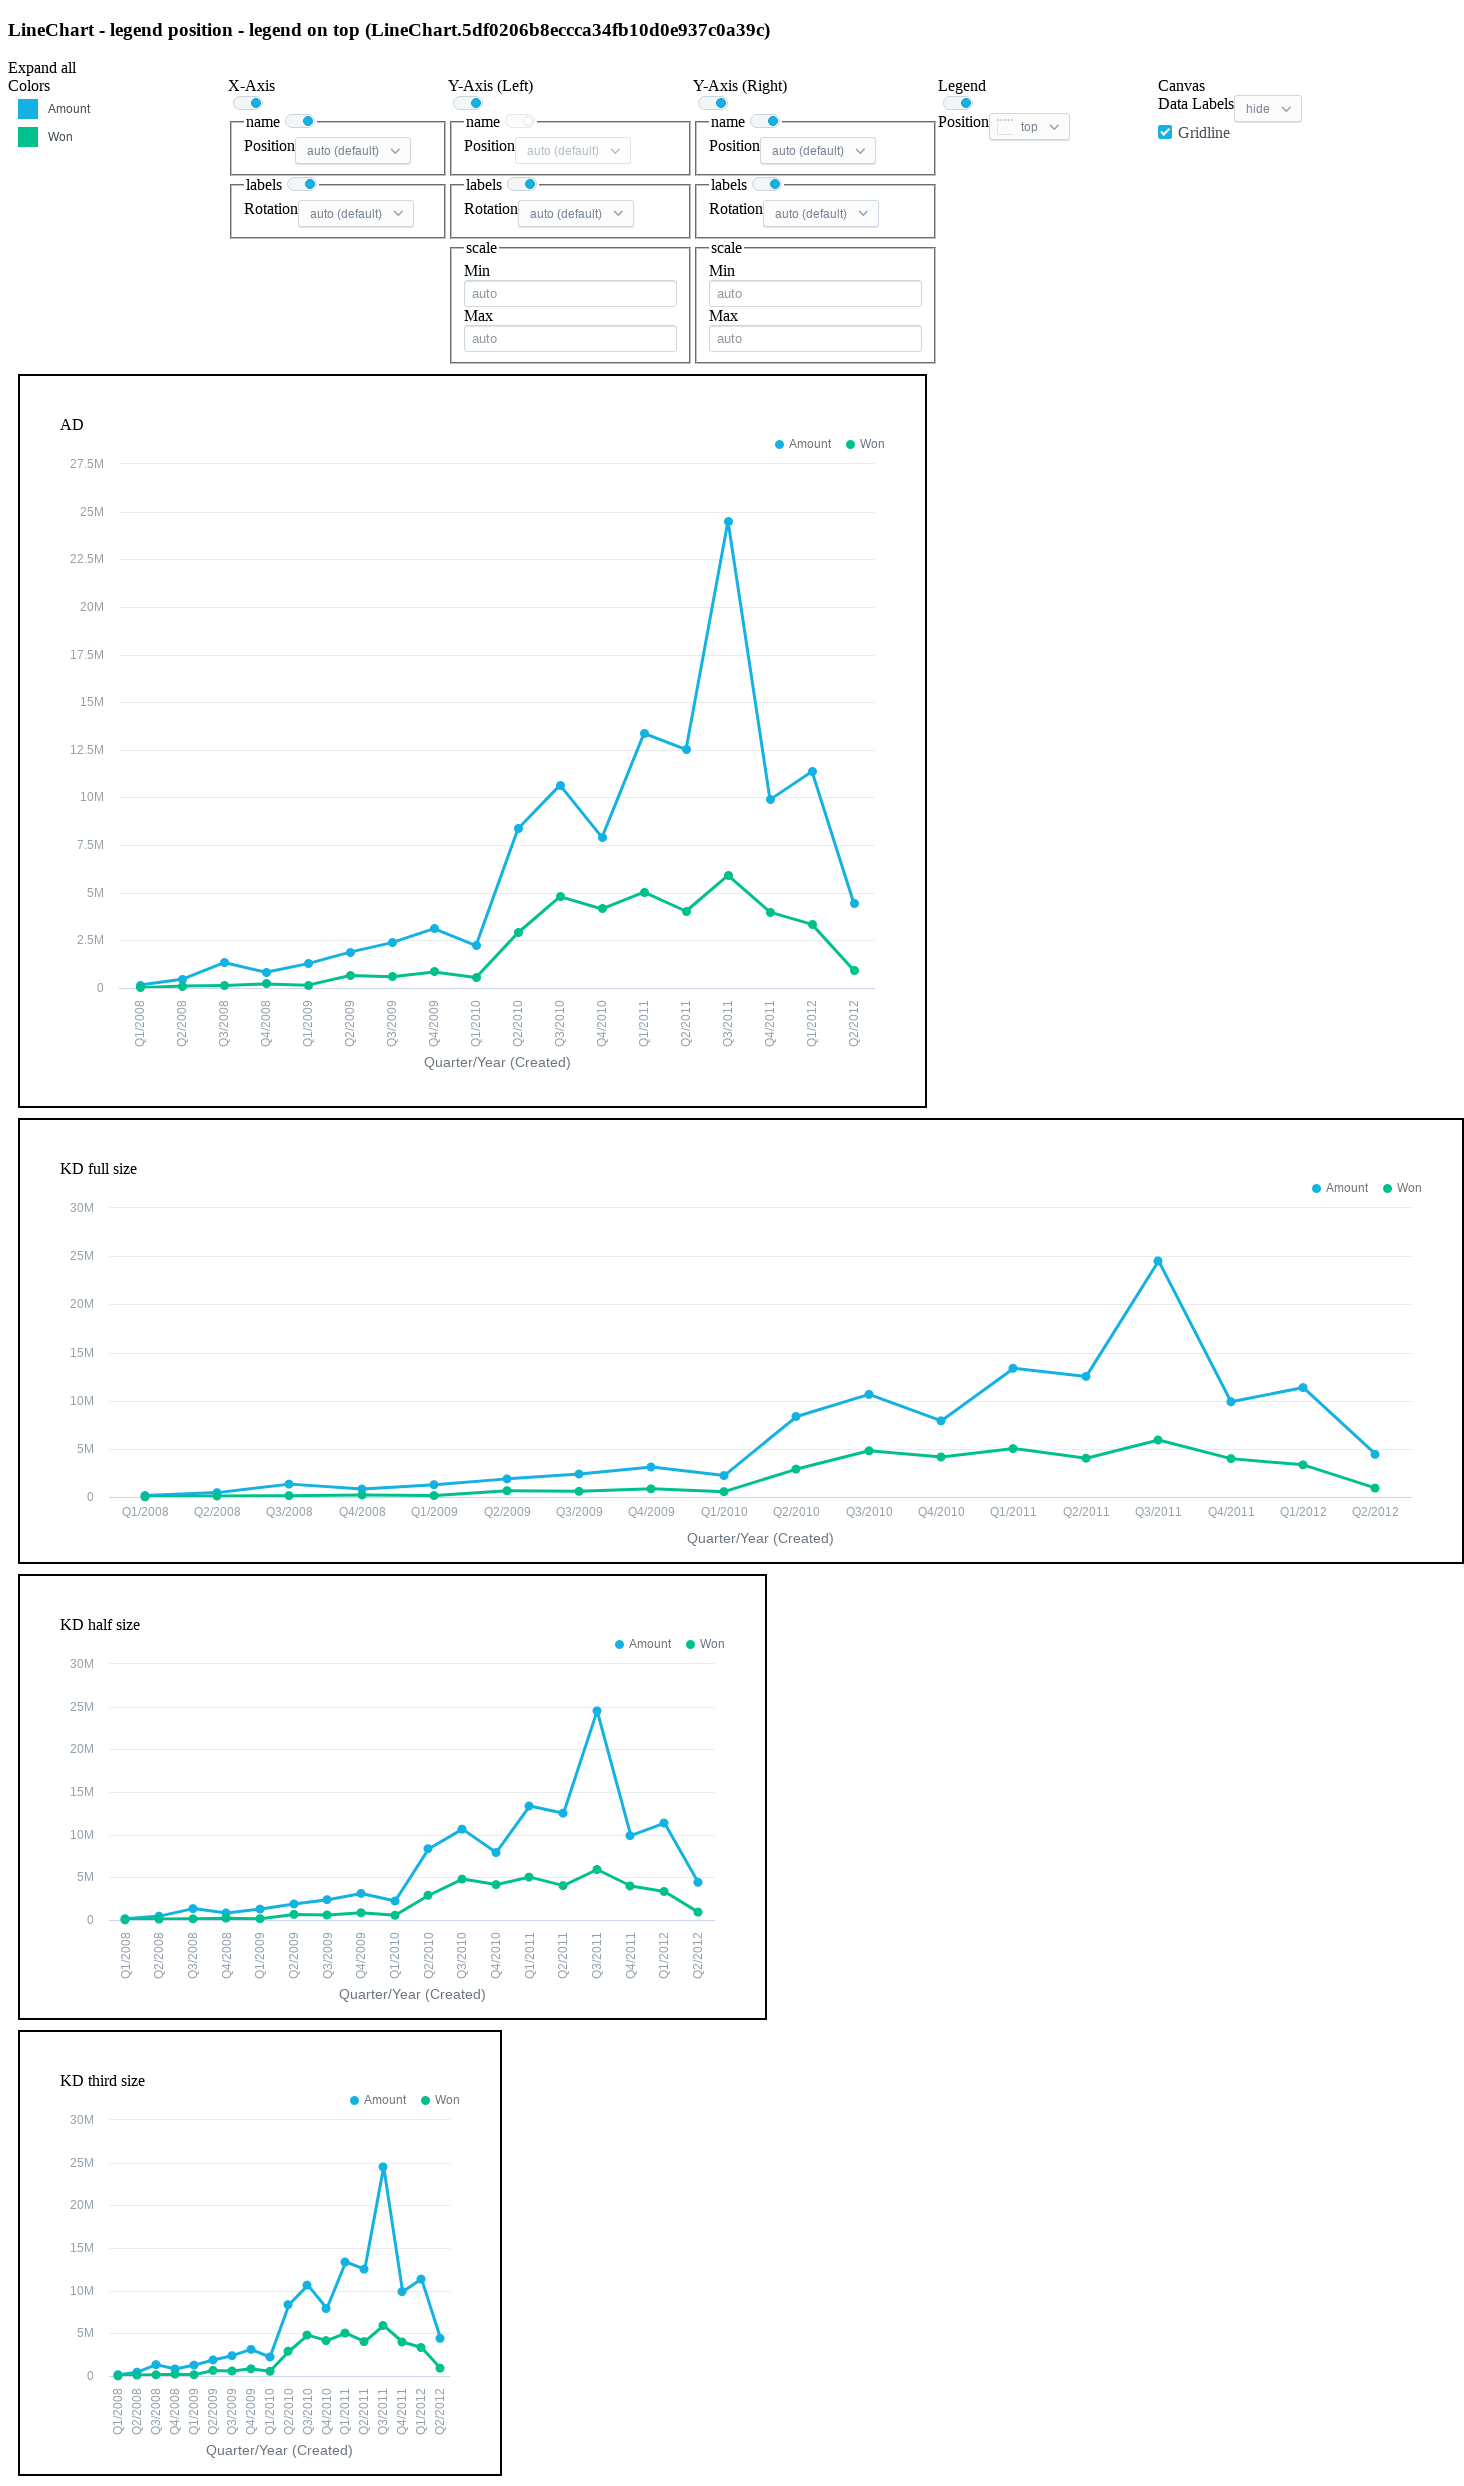 LineChart - legend position - legend on top (LineChart.5df0206b8eccca34fb10d0e937c0a39c)
Expand all
Colors
Amount
Won
X-Axis
name
Position auto (default)
labels
Rotation auto (default)
Y-Axis (Left)
name
Position auto (default)
labels
Rotation auto (default)
scale
Min
auto
Max
auto
Y-Axis (Right)
name
Position auto (default)
labels
Rotation auto (default)
scale
Min
auto
Max
auto
Legend
Position top
Canvas
Data Labels hide
Gridline
AD
Amount Won
27.5M
25M
22.5M
20M
17.5M
15M
12.5M
10M
7.5M
5M
2.5M
0
Q1/2008 Q2/2008 Q3/2008 Q4/2008 Q1/2009 Q2/2009 Q3/2009 Q4/2009 Q1/2010 Q2/2010 Q3/2010 Q4/2010 Q1/2011 Q2/2011 Q3/2011 Q4/2011 Q1/2012 Q2/2012
Quarter/Year (Created)
KD full size
Amount Won
30M
25M
20M
15M
10M
5M
0
Q1/2008 Q2/2008 Q3/2008 Q4/2008 Q1/2009 Q2/2009 Q3/2009 Q4/2009 Q1/2010 Q2/2010 Q3/2010 Q4/2010 Q1/2011 Q2/2011 Q3/2011 Q4/2011 Q1/2012 Q2/2012
Quarter/Year (Created)
KD half size
Amount Won
30M
25M
20M
15M
10M
5M
0
Q1/2008 Q2/2008 Q3/2008 Q4/2008 Q1/2009 Q2/2009 Q3/2009 Q4/2009 Q1/2010 Q2/2010 Q3/2010 Q4/2010 Q1/2011 Q2/2011 Q3/2011 Q4/2011 Q1/2012 Q2/2012
Quarter/Year (Created)
KD third size
Amount Won
30M
25M
20M
15M
10M
5M
0
Q1/2008 Q2/2008 Q3/2008 Q4/2008 Q1/2009 Q2/2009 Q3/2009 Q4/2009 Q1/2010 Q2/2010 Q3/2010 Q4/2010 Q1/2011 Q2/2011 Q3/2011 Q4/2011 Q1/2012 Q2/2012
Quarter/Year (Created)